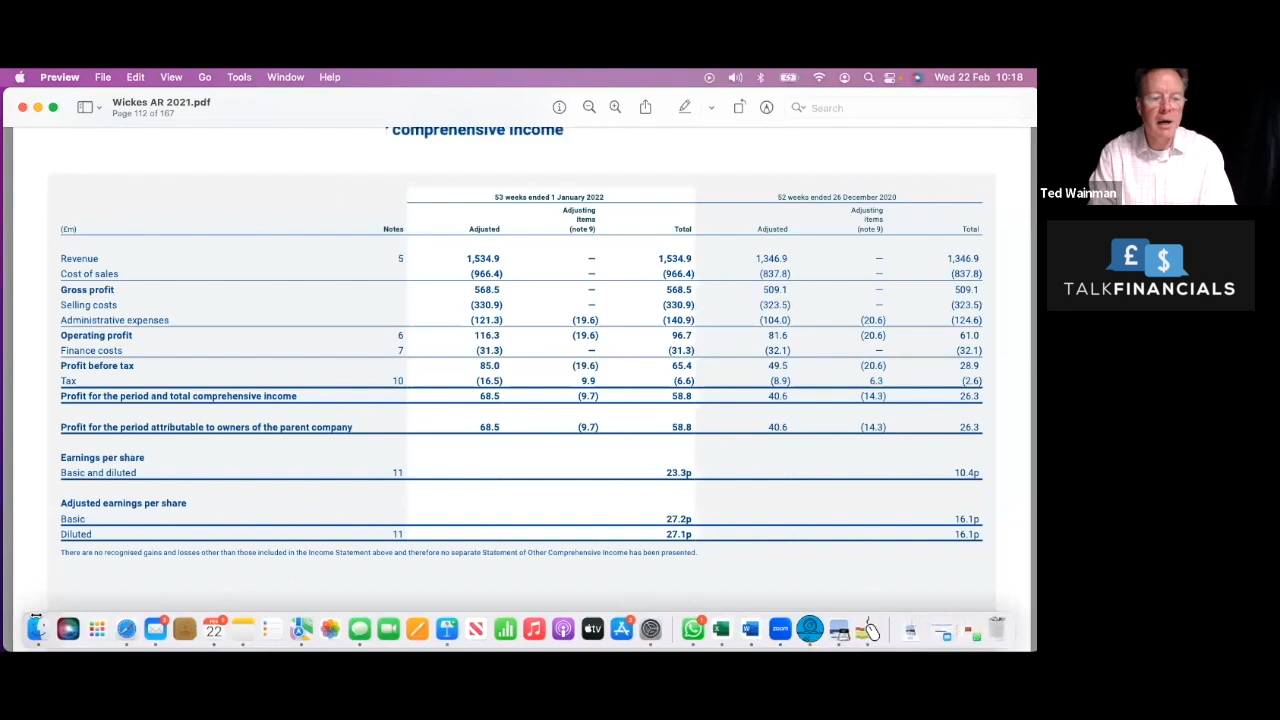 Preview File Edit View Go Tools Window Help Wed 22 Feb 10:18
Wickes AR 2021.pdf
Page 112 of 167
Search
comprehensive income
53 weeks ended 1 January 2022 52 weeks ended 26 December 2020
(£m) Notes Adjusted Adjusting items (note 9) Total Adjusted Adjusting items (note 9) Total
Revenue 5 1,534.9 — 1,534.9 1,346.9 — 1,346.9
Cost of sales (966.4) — (966.4) (837.8) — (837.8)
Gross profit 568.5 — 568.5 509.1 — 509.1
Selling costs (330.9) — (330.9) (323.5) — (323.5)
Administrative expenses (121.3) (19.6) (140.9) (104.0) (20.6) (124.6)
Operating profit 6 116.3 (19.6) 96.7 81.6 (20.6) 61.0
Finance costs 7 (31.3) — (31.3) (32.1) — (32.1)
Profit before tax 85.0 (19.6) 65.4 49.5 (20.6) 28.9
Tax 10 (16.5) 9.9 (6.6) (8.9) 6.3 (2.6)
Profit for the period and total comprehensive income 68.5 (9.7) 58.8 40.6 (14.3) 26.3
Profit for the period attributable to owners of the parent company 68.5 (9.7) 58.8 40.6 (14.3) 26.3
Earnings per share
Basic and diluted 11 23.3p 10.4p
Adjusted earnings per share
Basic 27.2p 16.1p
Diluted 11 27.1p 16.1p
There are no recognised gains and losses other than those included in the Income Statement above and therefore no separate Statement of Other Comprehensive Income has been presented.
22
tv
zoom
Ted Wainman
£ $
TALKFINANCIALS